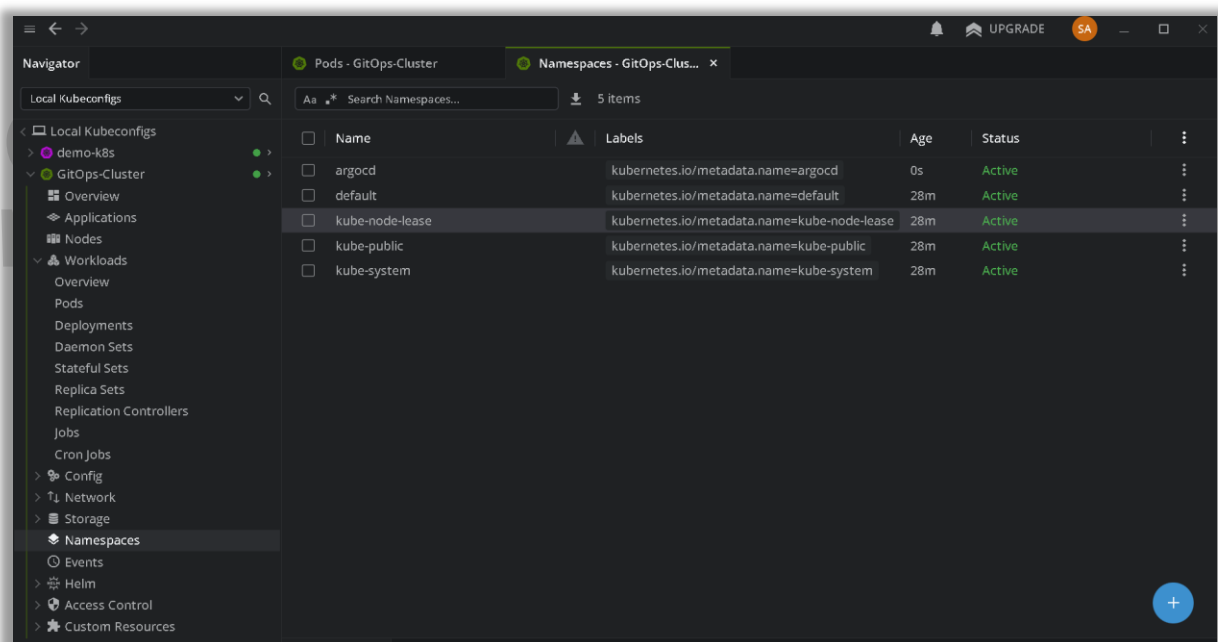 UPGRADE SA
Navigator
Pods - GitOps-Cluster
Namespaces - GitOps-Clus... ×
Local Kubeconfigs
Aa .* Search Namespaces...
5 items
Local Kubeconfigs
demo-k8s
GitOps-Cluster
Overview
Applications
Nodes
Workloads
Overview
Pods
Deployments
Daemon Sets
Stateful Sets
Replica Sets
Replication Controllers
Jobs
Cron Jobs
Config
Network
Storage
Namespaces
Events
Helm
Access Control
Custom Resources
Name Labels Age Status
argocd kubernetes.io/metadata.name=argocd 0s Active
default kubernetes.io/metadata.name=default 28m Active
kube-node-lease kubernetes.io/metadata.name=kube-node-lease 28m Active
kube-public kubernetes.io/metadata.name=kube-public 28m Active
kube-system kubernetes.io/metadata.name=kube-system 28m Active